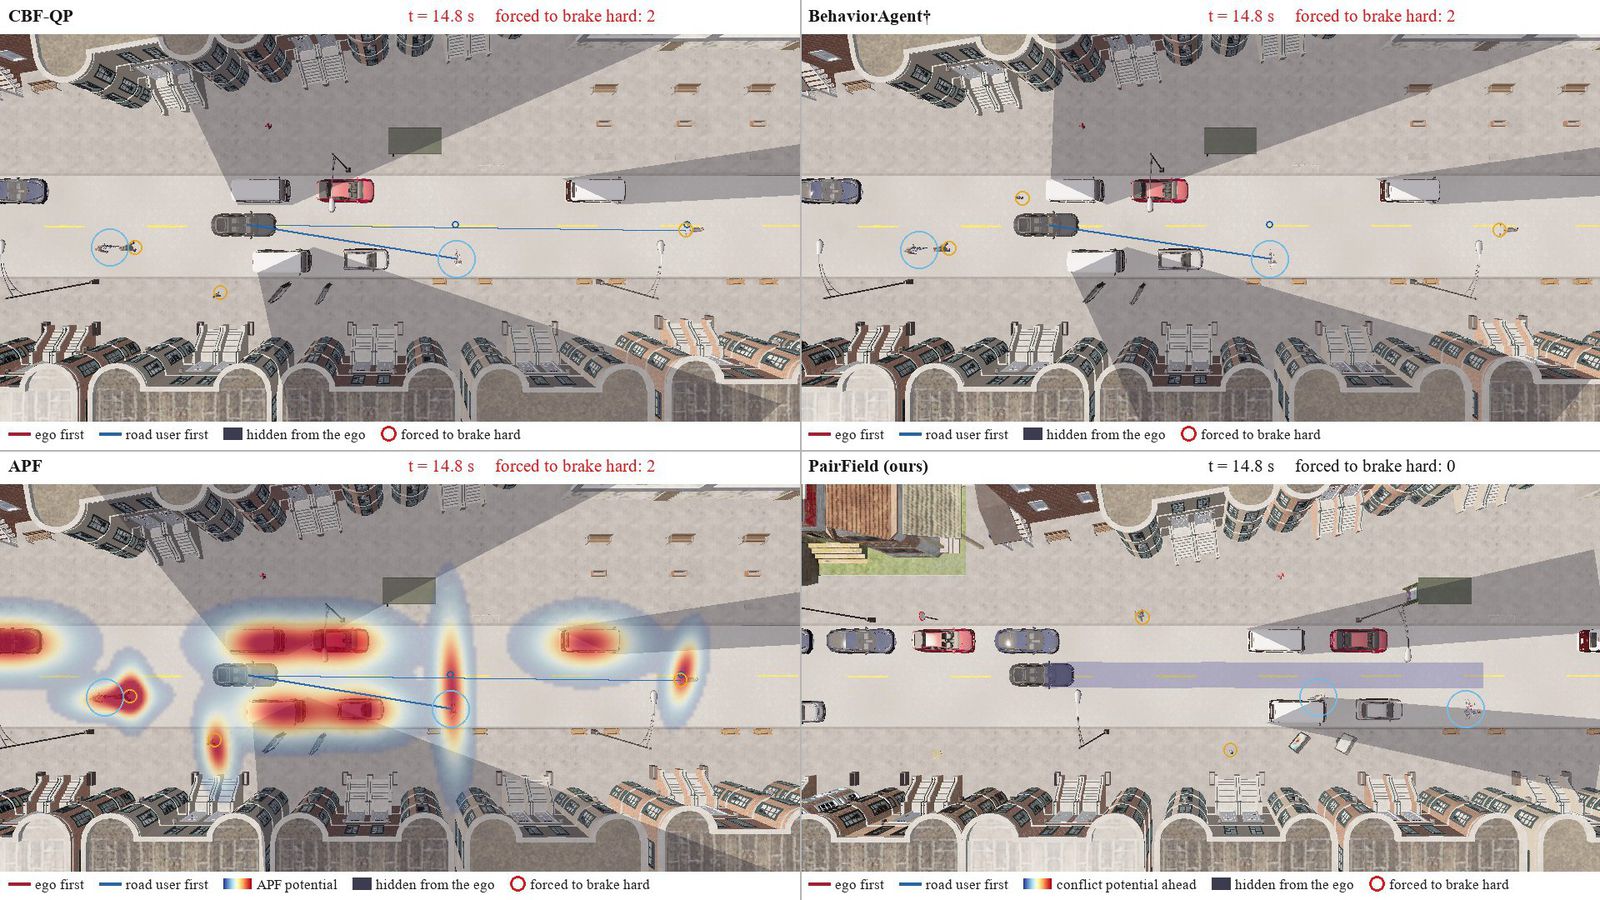 CBF-QP t = 14.8 s forced to brake hard: 2
ego first road user first hidden from the ego forced to brake hard
BehaviorAgent† t = 14.8 s forced to brake hard: 2
ego first road user first hidden from the ego forced to brake hard
APF t = 14.8 s forced to brake hard: 2
ego first road user first APF potential hidden from the ego forced to brake hard
PairField (ours) t = 14.8 s forced to brake hard: 0
ego first road user first conflict potential ahead hidden from the ego forced to brake hard